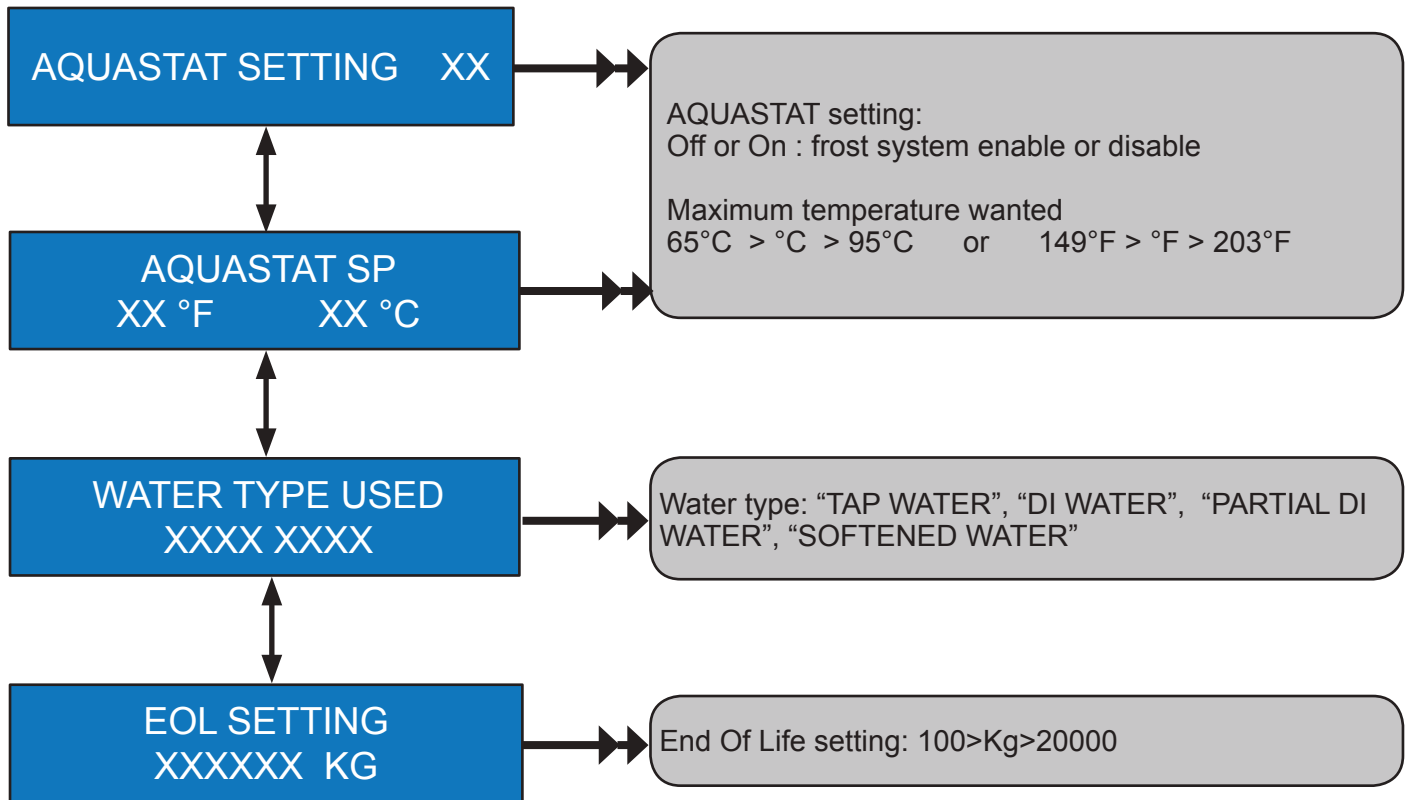 AQUASTAT SETTING XX
AQUASTAT setting:
Off or On : frost system enable or disable
Maximum temperature wanted
65°C > °C > 95°C or 149°F > °F > 203°F
AQUASTAT SP
XX °F XX °C
WATER TYPE USED
XXXX XXXX
Water type: “TAP WATER”, “DI WATER”, “PARTIAL DI
WATER”, “SOFTENED WATER”
EOL SETTING
XXXXXX KG
End Of Life setting: 100>Kg>20000